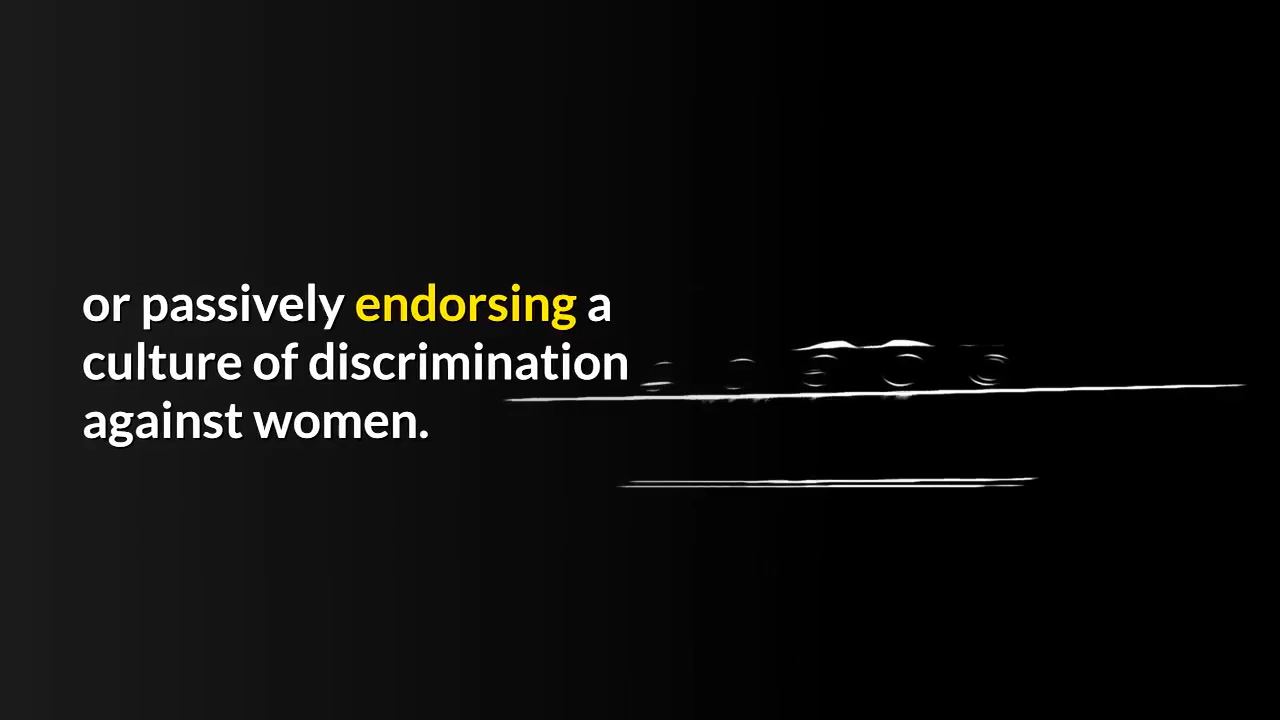 or passively endorsing a
culture of discrimination
against women.